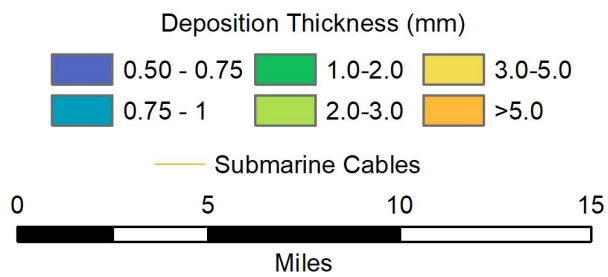 Deposition Thickness (mm)
0.50 - 0.75 1.0-2.0 3.0-5.0
0.75 - 1 2.0-3.0 >5.0
Submarine Cables
0 5 10 15
Miles